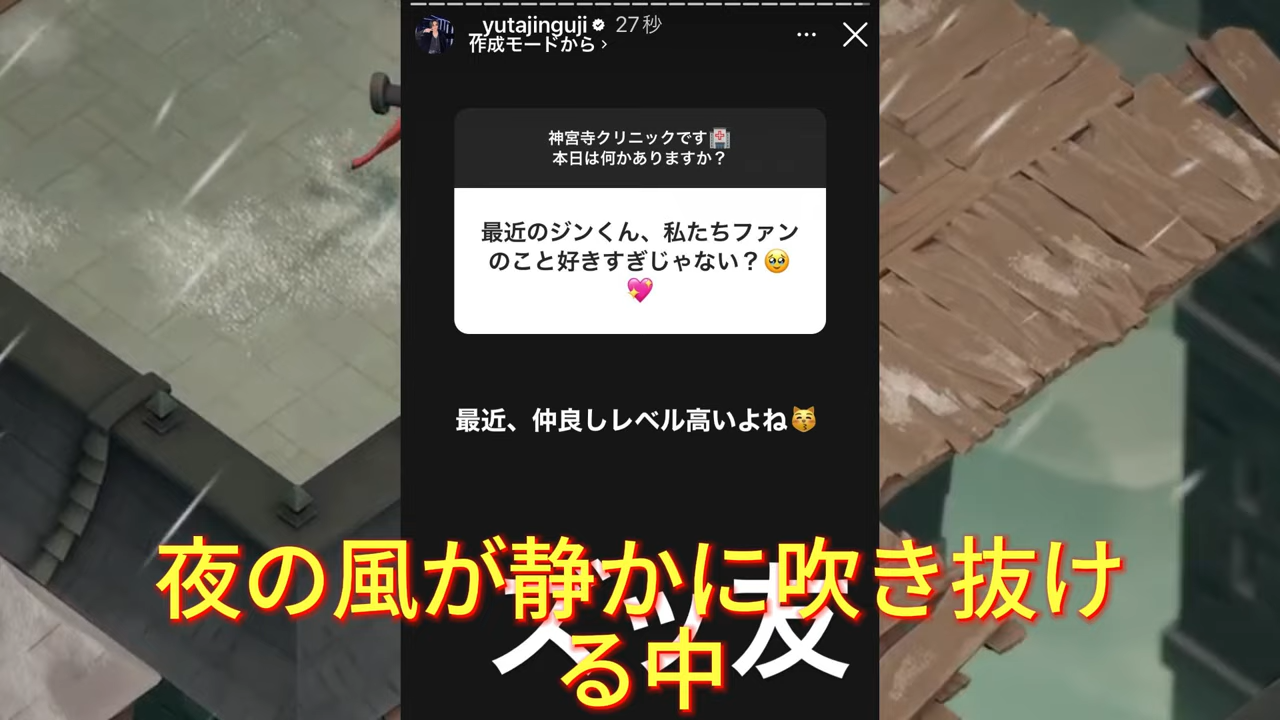 _yutajinguji 27秒
作成モードから
神宮寺クリニックです
本日は何かありますか？
最近のジンくん、私たちファン
のこと好きすぎじゃない？🥹
💖
最近、仲良しレベル高いよね😽
ズッ友
夜の風が静かに吹き抜け
る中